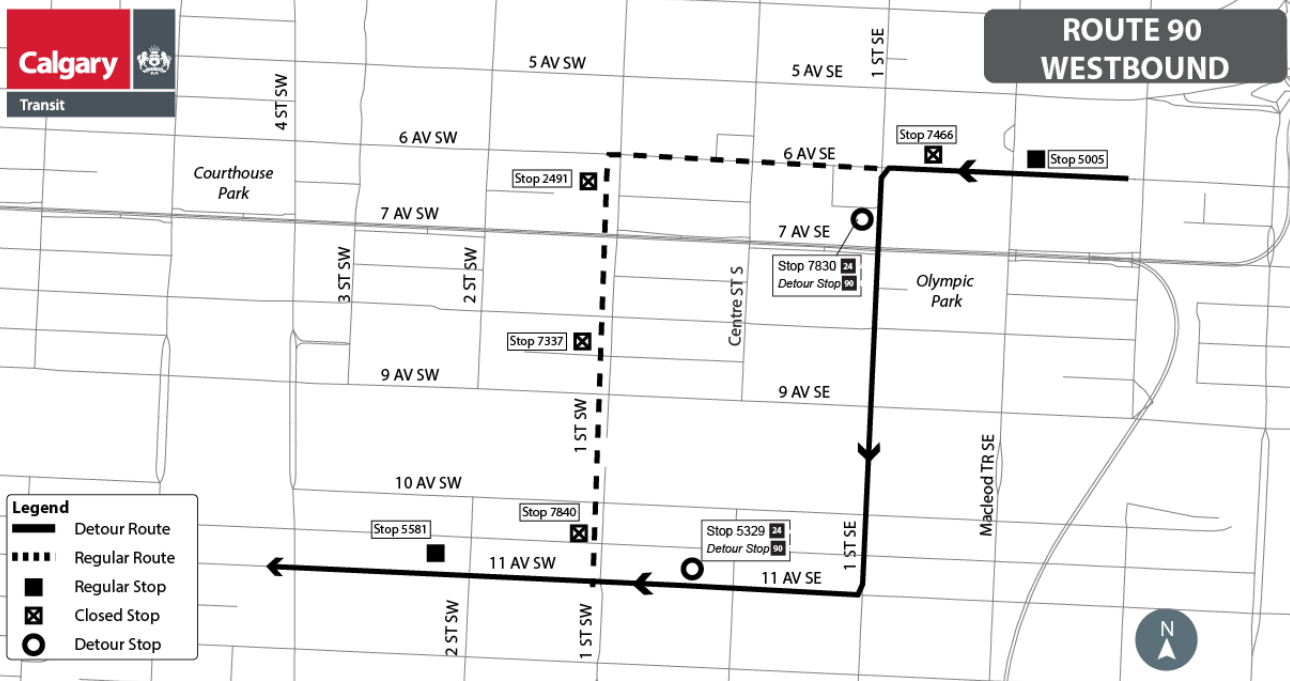 Calgary
Transit
ROUTE 90
WESTBOUND
1 ST SE
5 AV SW
5 AV SE
4 ST SW
6 AV SW
6 AV SE
Stop 7466
Stop 5005
Courthouse
Park
Stop 2491
7 AV SW
7 AV SE
3 ST SW
2 ST SW
Stop 7830 24
Detour Stop 90
Olympic
Park
Centre ST S
Stop 7337
9 AV SW
9 AV SE
1 ST SW
Macleod TR SE
10 AV SW
Stop 7840
Stop 5581
Stop 5329 24
Detour Stop 90
1 ST SE
11 AV SW
11 AV SE
2 ST SW
1 ST SW
Legend
Detour Route
Regular Route
Regular Stop
Closed Stop
Detour Stop
N